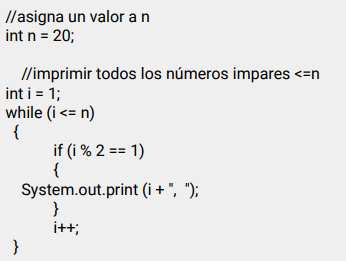 //asigna un valor a n
int n = 20;
//imprimir todos los números impares <=n
int i = 1;
while (i <= n)
{
if (i % 2 == 1)
{
System.out.print (i + ", ");
}
i++;
}